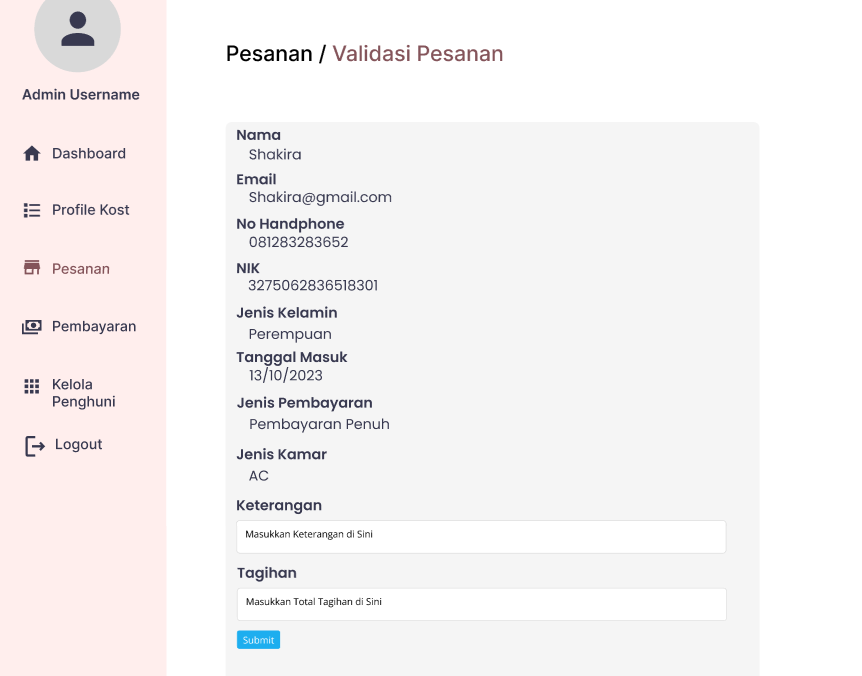 Admin Username
Dashboard
Profile Kost
Pesanan
Pembayaran
Kelola
Penghuni
Logout
Pesanan / Validasi Pesanan
Nama
Shakira
Email
Shakira@gmail.com
No Handphone
081283283652
NIK
3275062836518301
Jenis Kelamin
Perempuan
Tanggal Masuk
13/10/2023
Jenis Pembayaran
Pembayaran Penuh
Jenis Kamar
AC
Keterangan
Masukkan Keterangan di Sini
Tagihan
Masukkan Total Tagihan di Sini
Submit